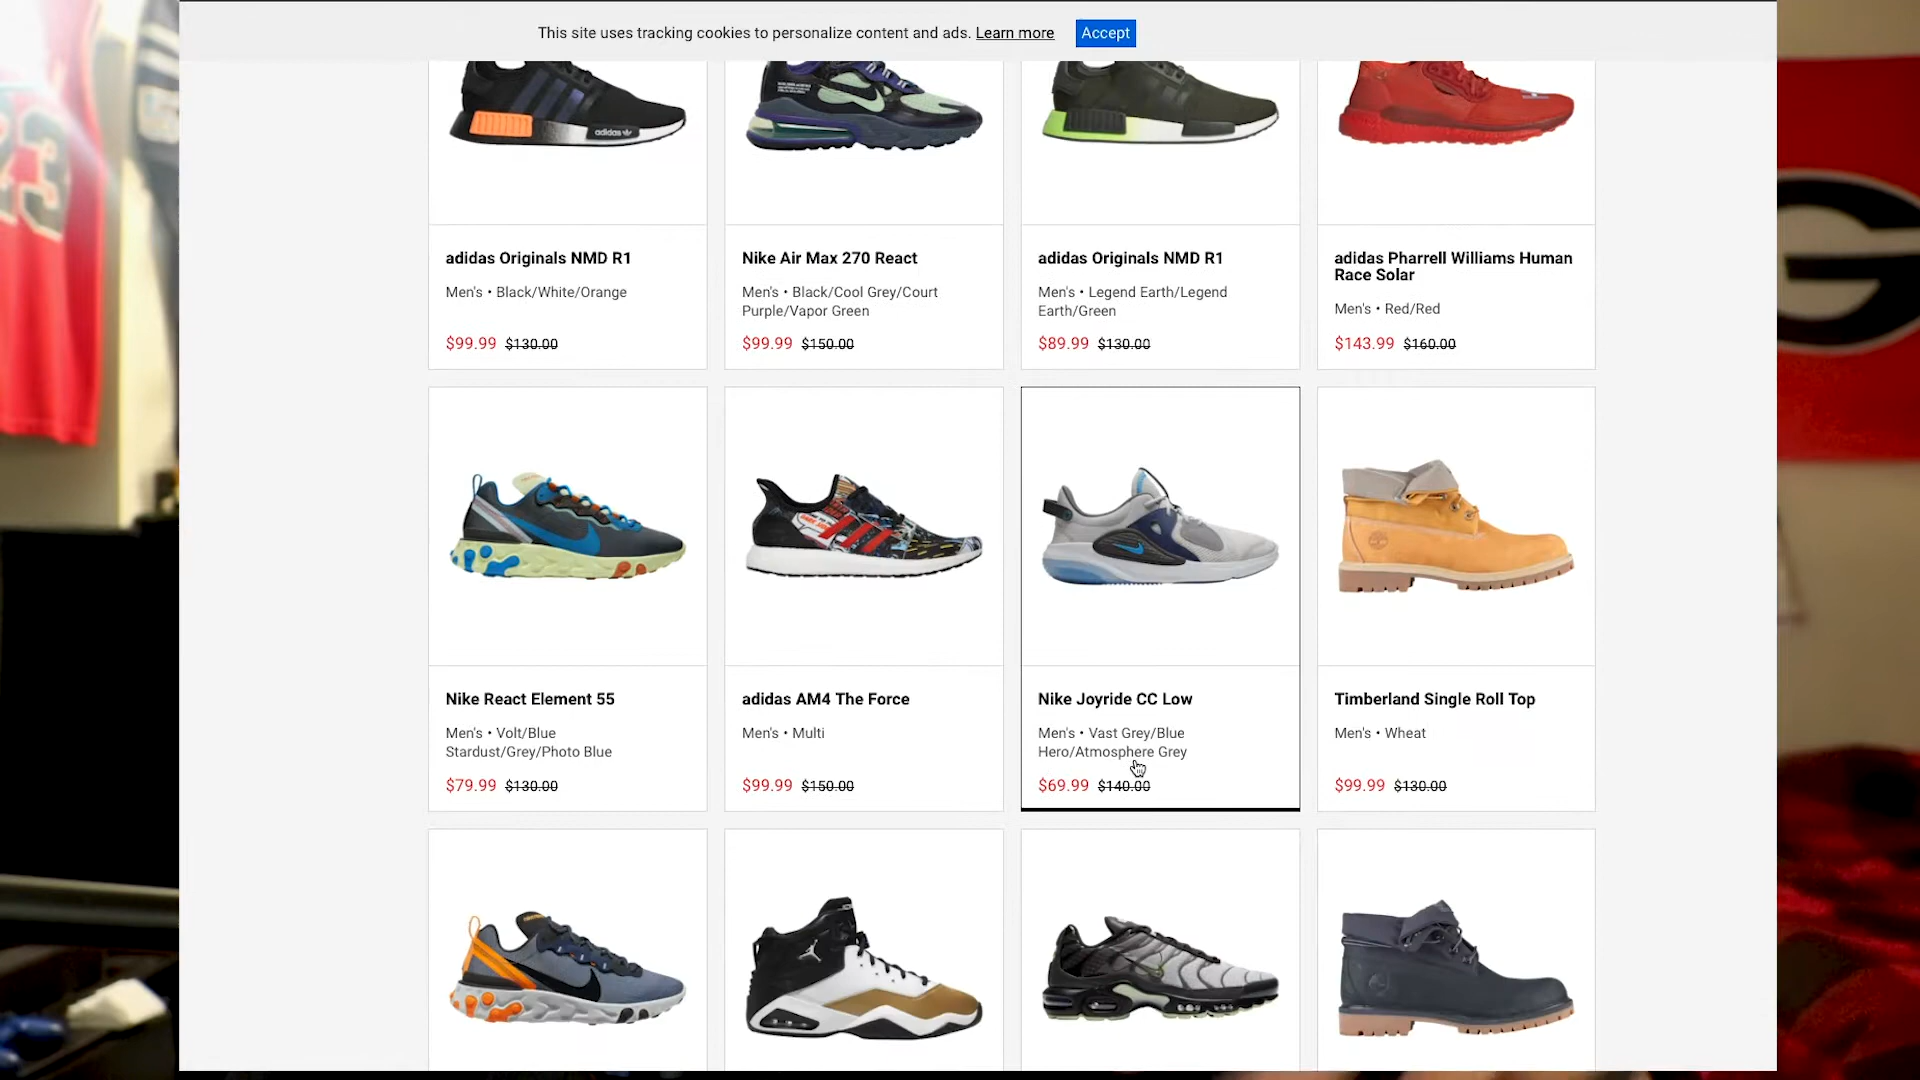 This site uses tracking cookies to personalize content and ads. Learn more Accept
adidas
adidas Originals NMD R1
Men's • Black/White/Orange
$99.99 $130.00
Nike Air Max 270 React
Men's • Black/Cool Grey/Court
Purple/Vapor Green
$99.99 $150.00
adidas Originals NMD R1
Men's • Legend Earth/Legend
Earth/Green
$89.99 $130.00
adidas Pharrell Williams Human
Race Solar
Men's • Red/Red
$143.99 $160.00
Nike React Element 55
Men's • Volt/Blue
Stardust/Grey/Photo Blue
$79.99 $130.00
adidas AM4 The Force
Men's • Multi
$99.99 $150.00
Nike Joyride CC Low
Men's • Vast Grey/Blue
Hero/Atmosphere Grey
$69.99 $140.00
Timberland Single Roll Top
Men's • Wheat
$99.99 $130.00
23
G